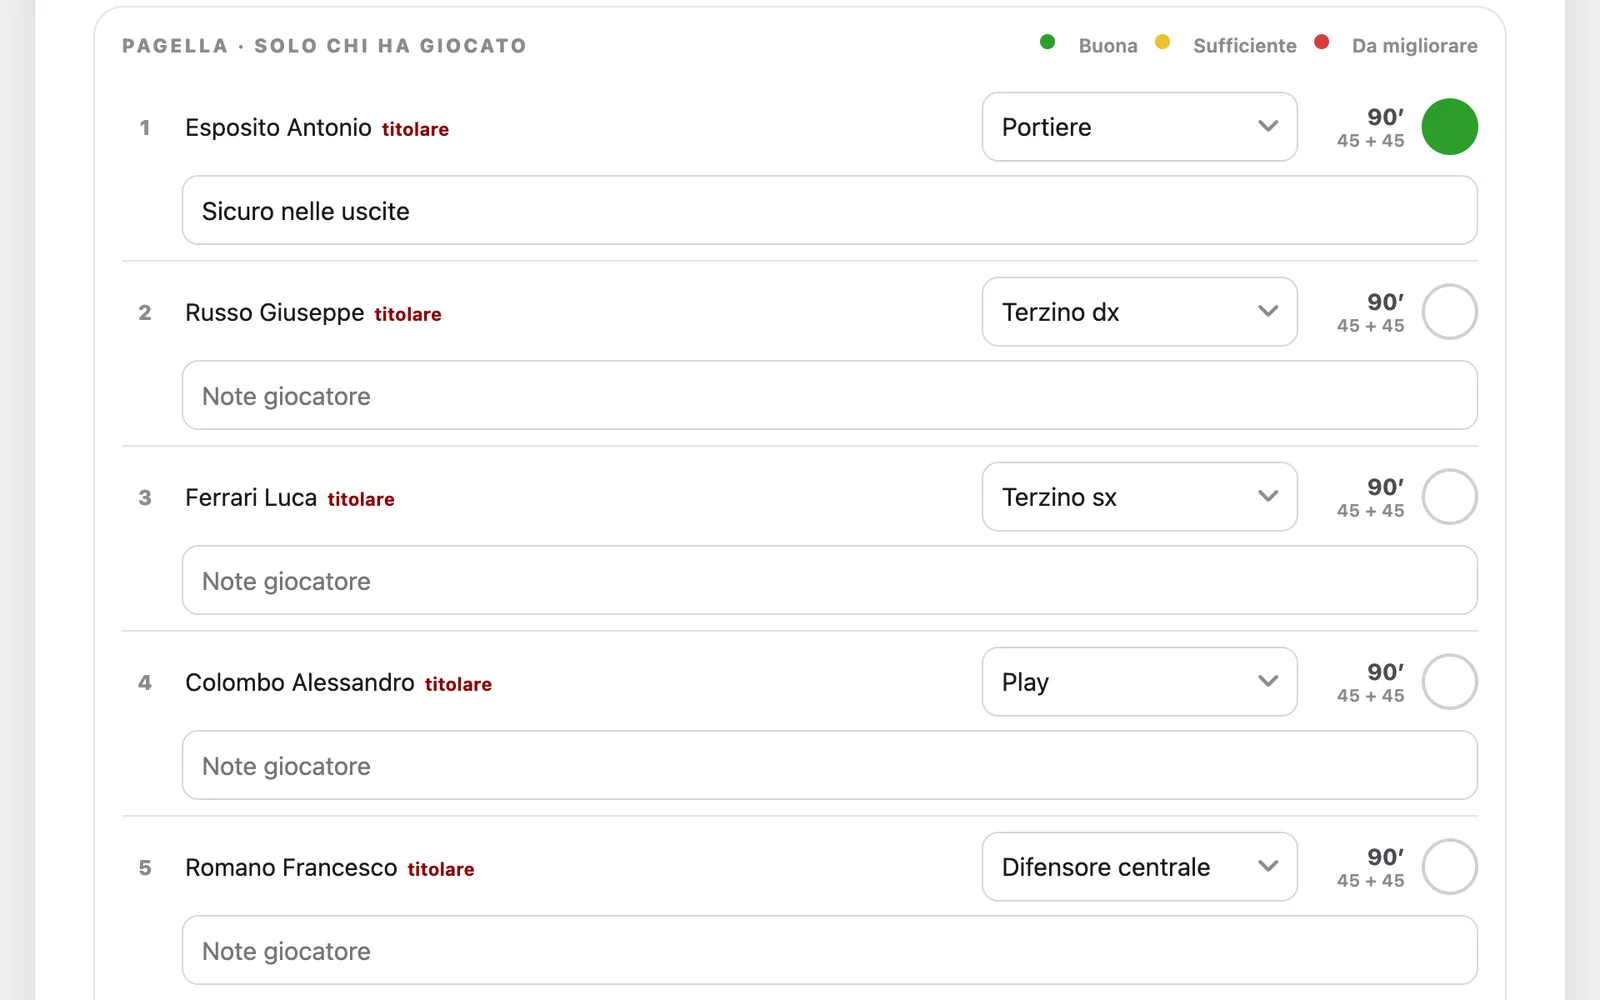 PAGELLA · SOLO CHI HA GIOCATO
Buona Sufficiente Da migliorare
1 Esposito Antonio titolare Portiere 90′
45 + 45
Sicuro nelle uscite
2 Russo Giuseppe titolare Terzino dx 90′
45 + 45
Note giocatore
3 Ferrari Luca titolare Terzino sx 90′
45 + 45
Note giocatore
4 Colombo Alessandro titolare Play 90′
45 + 45
Note giocatore
5 Romano Francesco titolare Difensore centrale 90′
45 + 45
Note giocatore